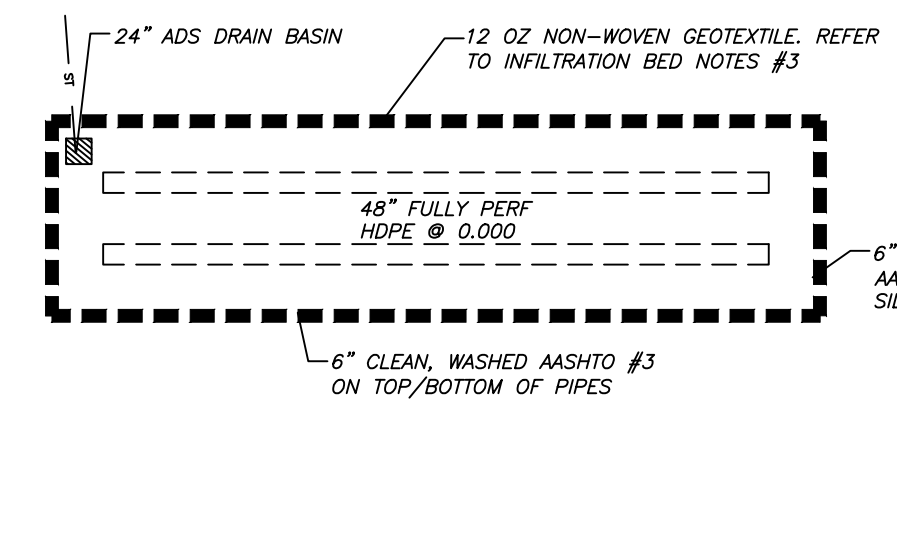 24" ADS DRAIN BASIN
12 OZ NON-WOVEN GEOTEXTILE. REFER
TO INFILTRATION BED NOTES #3
ST
48" FULLY PERF
HDPE @ 0.000
6"
6" CLEAN, WASHED AASHTO #3
ON TOP/BOTTOM OF PIPES